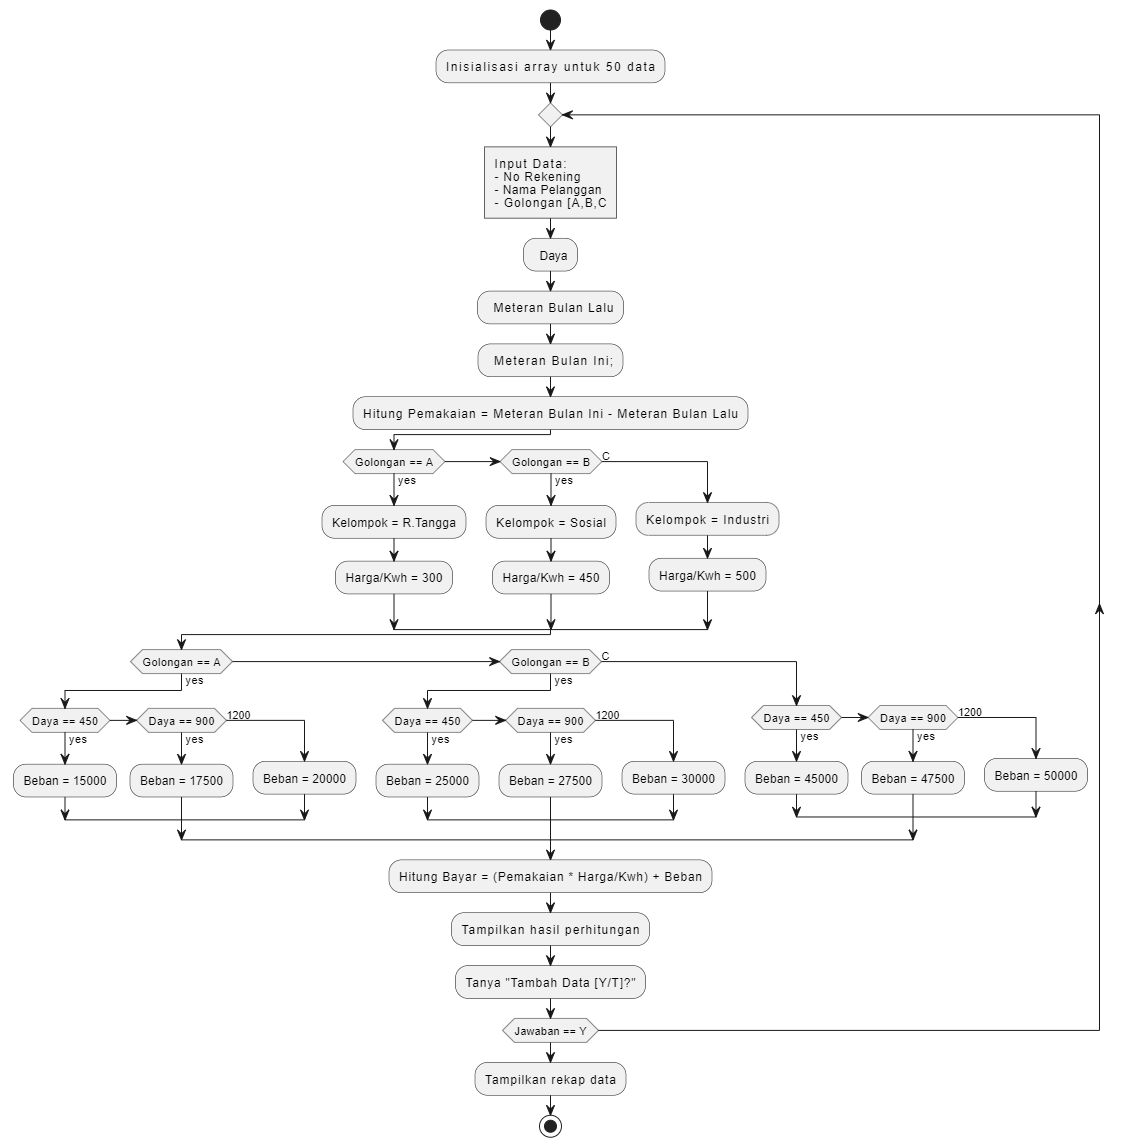 Inisialisasi array untuk 50 data
Input Data:
- No Rekening
- Nama Pelanggan
- Golongan [A,B,C
Daya
Meteran Bulan Lalu
Meteran Bulan Ini;
Hitung Pemakaian = Meteran Bulan Ini - Meteran Bulan Lalu
Golongan == A
yes
Golongan == B
yes
C
Kelompok = R.Tangga
Kelompok = Sosial
Kelompok = Industri
Harga/Kwh = 300
Harga/Kwh = 450
Harga/Kwh = 500
Golongan == A
yes
Golongan == B
yes
C
Daya == 450
yes
Daya == 900
yes
1200
Daya == 450
yes
Daya == 900
yes
1200
Daya == 450
yes
Daya == 900
yes
1200
Beban = 15000
Beban = 17500
Beban = 20000
Beban = 25000
Beban = 27500
Beban = 30000
Beban = 45000
Beban = 47500
Beban = 50000
Hitung Bayar = (Pemakaian * Harga/Kwh) + Beban
Tampilkan hasil perhitungan
Tanya "Tambah Data [Y/T]?"
Jawaban == Y
Tampilkan rekap data